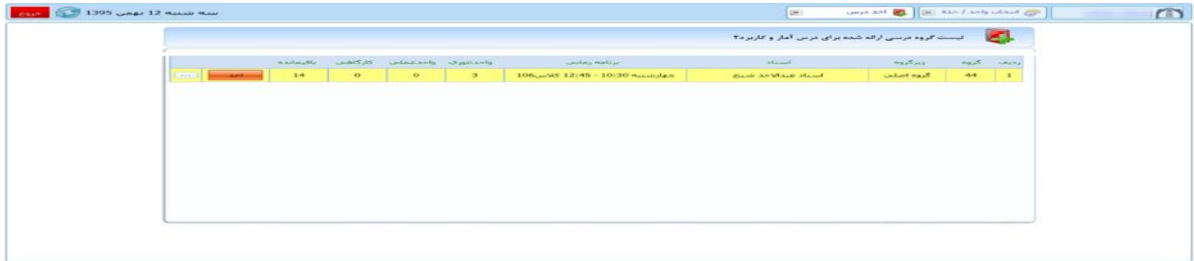 انتخاب واحد / حذف
اخذ درس
سه شنبه 12 بهمن 1395
خروج
لیست گروه درسی ارائه شده برای درس آمار و کاربرد۲
ردیف گروه زیرگروه استاد برنامه زمانی واحدتئوری واحدعملی کارگاهی باقیمانده
1 44 گروه اصلی استاد عبدالاحد شیخ چهارشنبه 10:30 - 12:45 کلاس106 3 0 0 14 اخذ ...